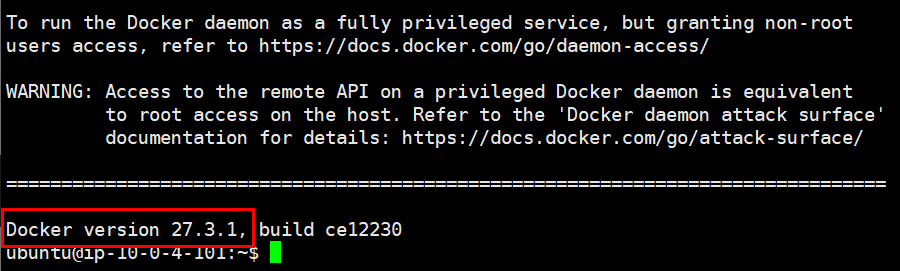 To run the Docker daemon as a fully privileged service, but granting non-root
users access, refer to https://docs.docker.com/go/daemon-access/
WARNING: Access to the remote API on a privileged Docker daemon is equivalent
to root access on the host. Refer to the 'Docker daemon attack surface'
documentation for details: https://docs.docker.com/go/attack-surface/
================================================================================
Docker version 27.3.1, build ce12230
ubuntu@ip-10-0-4-101:~$